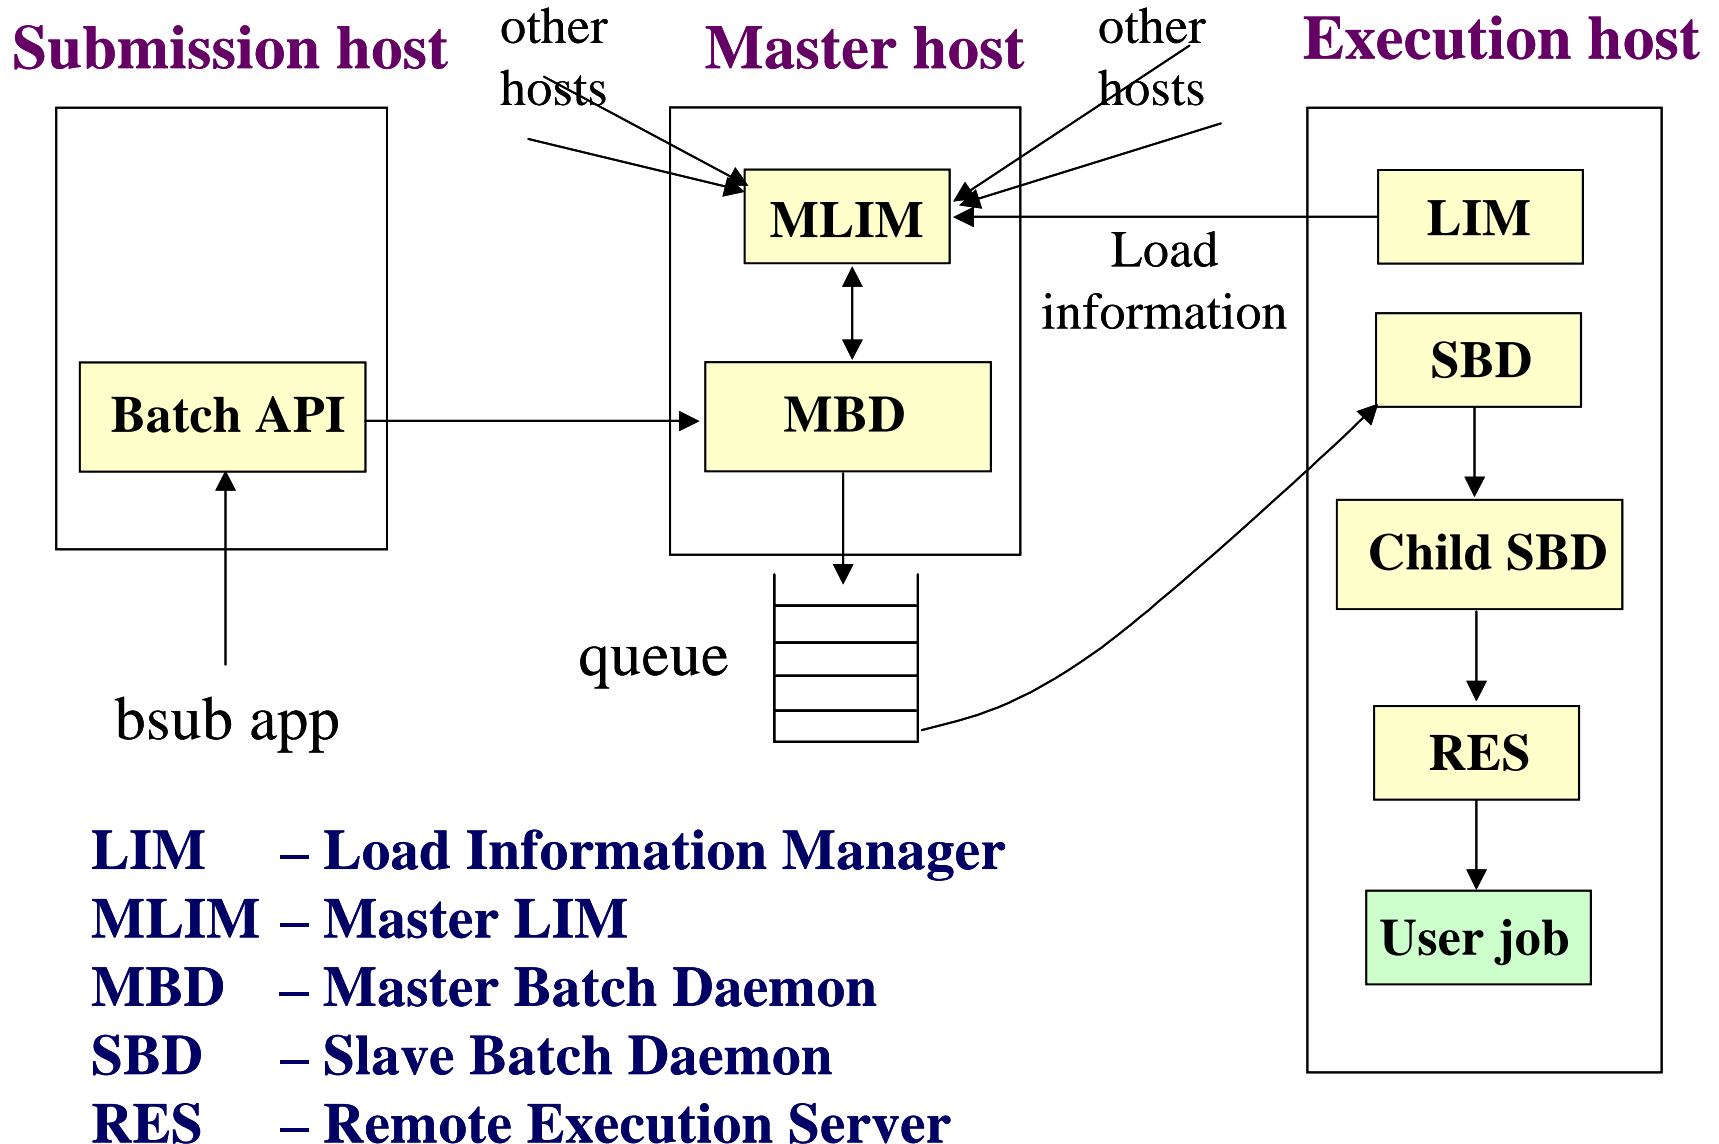 Submission host
other
hosts
Master host
other
hosts
Execution host
MLIM
LIM
Load
information
SBD
Batch API
MBD
Child SBD
queue
bsub app
RES
User job
LIM – Load Information Manager
MLIM – Master LIM
MBD – Master Batch Daemon
SBD – Slave Batch Daemon
RES – Remote Execution Server